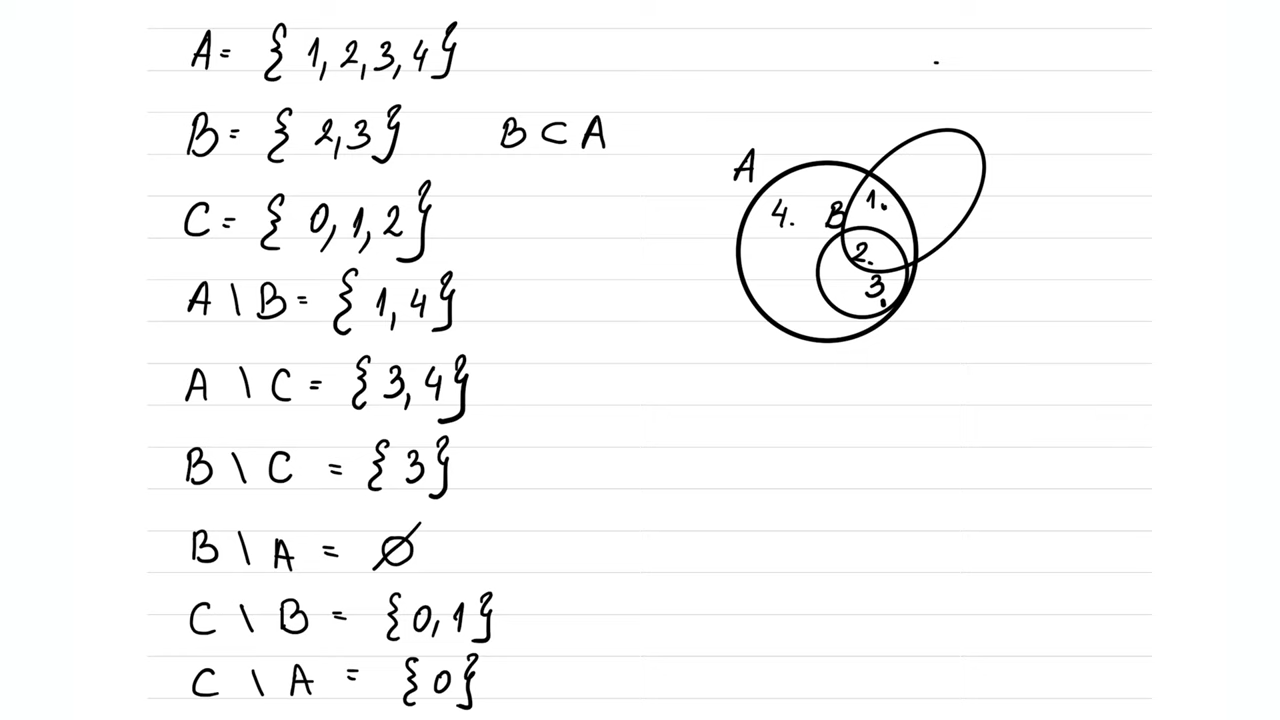 A = { 1, 2, 3, 4 }
B = { 2, 3 } B ⊂ A
C = { 0, 1, 2 }
A \ B = { 1, 4 }
A \ C = { 3, 4 }
B \ C = { 3 }
B \ A = ∅
C \ B = { 0, 1 }
C \ A = { 0 }
A
1.
4. B
2.
3.